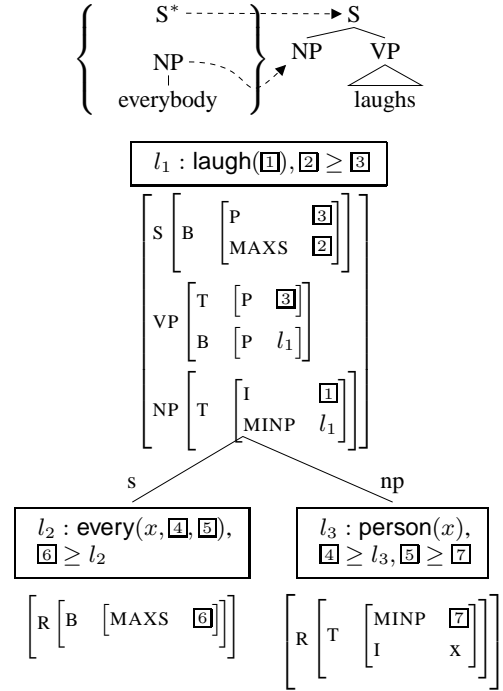 S* S
NP NP VP
everybody laughs
l₁ : laugh(1), 2 ≥ 3
S B P 3
MAXS 2
VP T P 3
B P l₁
NP T I 1
MINP l₁
s np
l₂ : every(x, 4, 5),
6 ≥ l₂
l₃ : person(x),
4 ≥ l₃, 5 ≥ 7
R B MAXS 6
R T MINP 7
I x